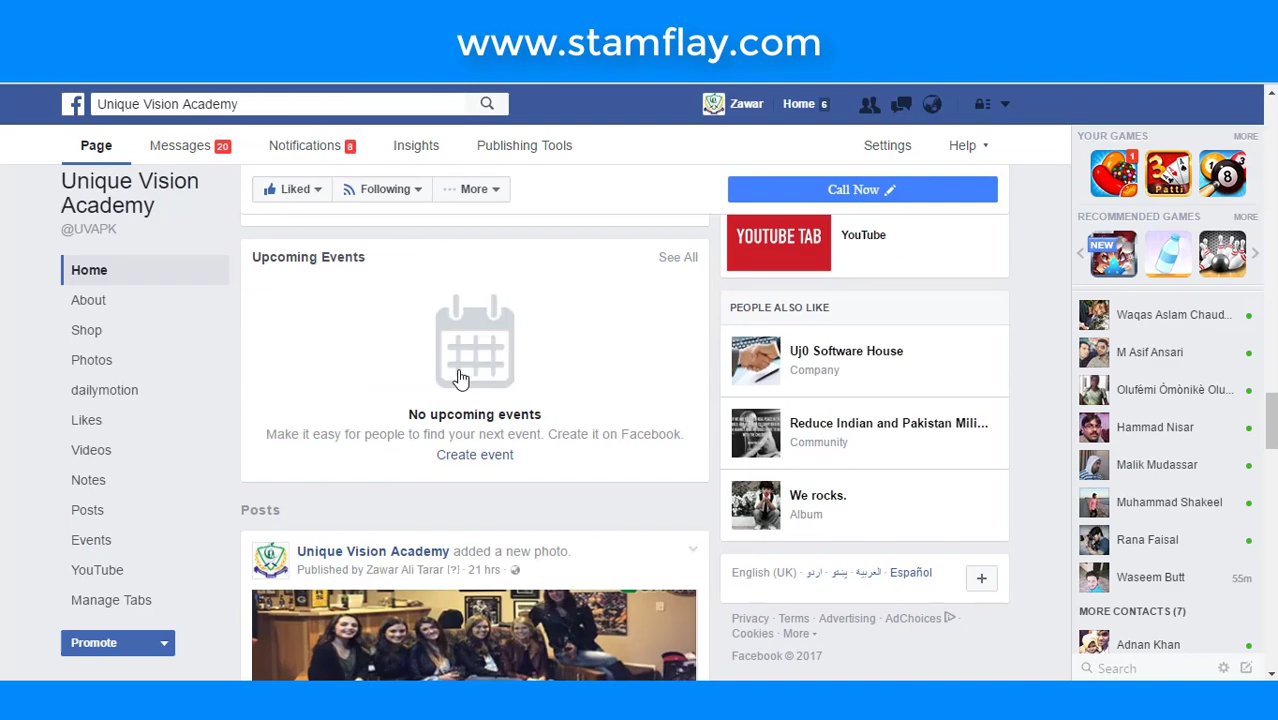 www.stamflay.com
Unique Vision Academy
Zawar
Home 6
Page
Messages 20
Notifications 8
Insights
Publishing Tools
Settings
Help
Unique Vision
Academy
@UVAPK
Home
About
Shop
Photos
dailymotion
Likes
Videos
Notes
Posts
Events
YouTube
Manage Tabs
Promote
Liked
Following
More
Call Now
Upcoming Events
See All
No upcoming events
Make it easy for people to find your next event. Create it on Facebook.
Create event
Posts
Unique Vision Academy added a new photo.
Published by Zawar Ali Tarar [?] · 21 hrs ·
YOUTUBE TAB
YouTube
PEOPLE ALSO LIKE
Uj0 Software House
Company
Reduce Indian and Pakistan Mili...
Community
We rocks.
Album
English (UK) · اردو · پښتو · العربية · Español
Privacy · Terms · Advertising · AdChoices ·
Cookies · More
Facebook © 2017
YOUR GAMES
MORE
1
3
Patti
8
RECOMMENDED GAMES
MORE
NEW
Waqas Aslam Chaud...
M Asif Ansari
Olufémi Òmònikè Olu...
Hammad Nisar
Malik Mudassar
Muhammad Shakeel
Rana Faisal
Waseem Butt
55m
MORE CONTACTS (7)
Adnan Khan
Search